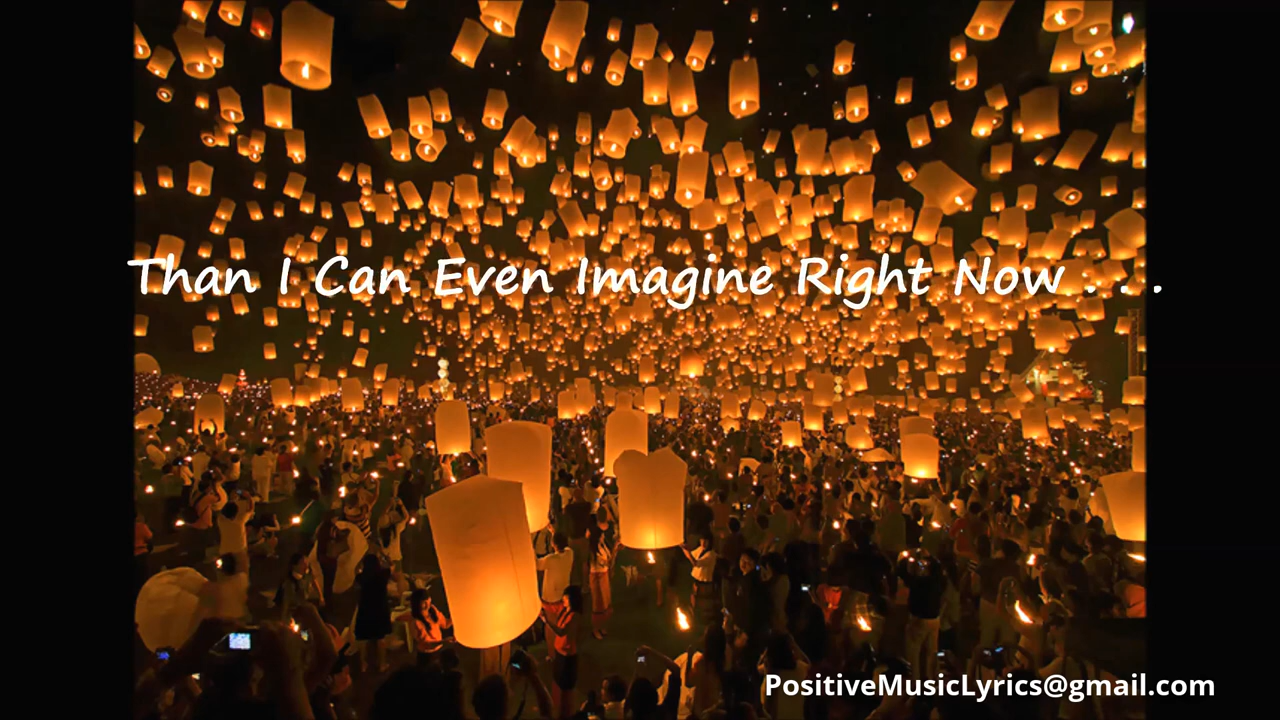 Than I Can Even Imagine Right Now . . .
PositiveMusicLyrics@gmail.com